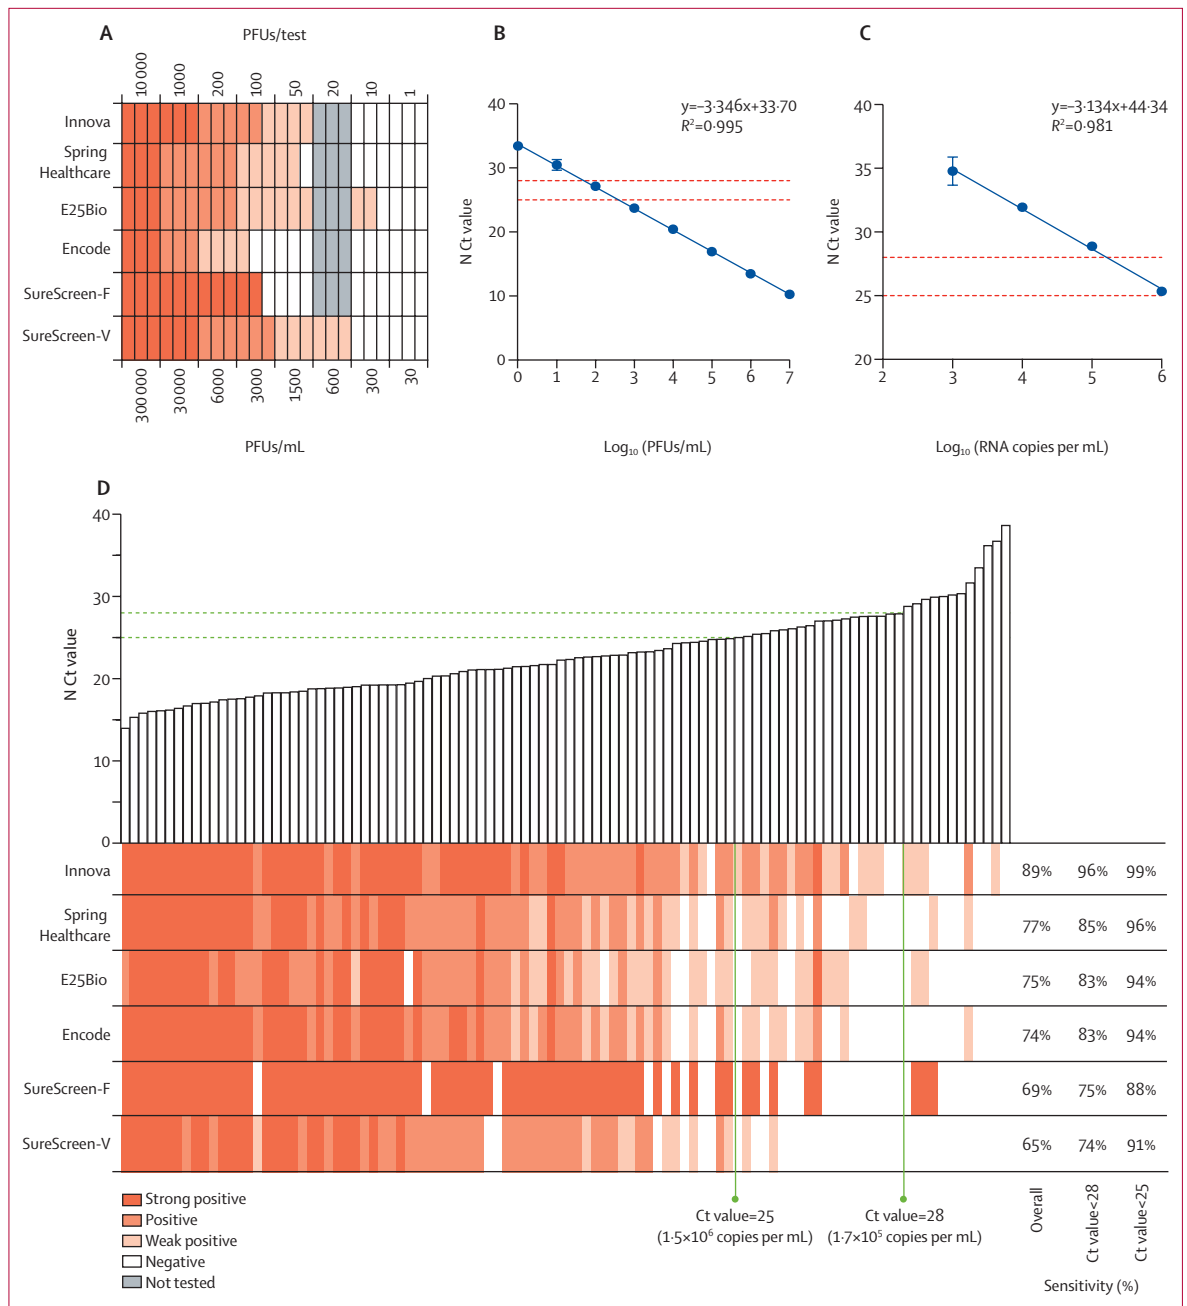 A
PFUs/test
10 000
1000
200
100
50
20
10
1
Innova
Spring
Healthcare
E25Bio
Encode
SureScreen-F
SureScreen-V
300 000
30 000
6000
3000
1500
600
300
30
PFUs/mL
B
y=–3·346x+33·70
R²=0·995
N Ct value
40
30
20
10
0
0 1 2 3 4 5 6 7
Log₁₀ (PFUs/mL)
C
y=–3·134x+44·34
R²=0·981
N Ct value
40
35
30
25
20
2 3 4 5 6
Log₁₀ (RNA copies per mL)
D
N Ct value
40
30
20
10
0
Innova 89% 96% 99%
Spring
Healthcare 77% 85% 96%
E25Bio 75% 83% 94%
Encode 74% 83% 94%
SureScreen-F 69% 75% 88%
SureScreen-V 65% 74% 91%
Strong positive
Positive
Weak positive
Negative
Not tested
Ct value=25
(1·5×10⁶ copies per mL)
Ct value=28
(1·7×10⁵ copies per mL)
Overall
Ct value<28
Ct value<25
Sensitivity (%)